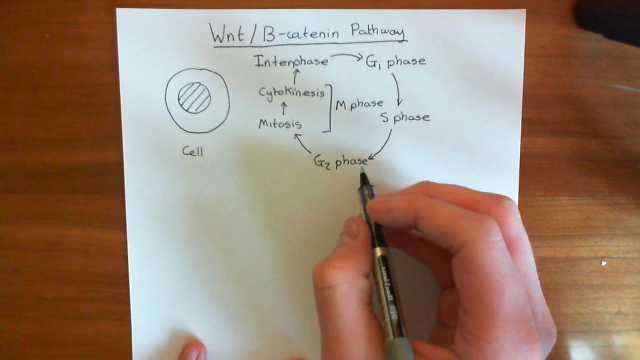 Wnt / B-catenin Pathway
Interphase → G₁ phase
Cytokinesis
M phase
S phase
Mitosis
Cell
G₂ phase